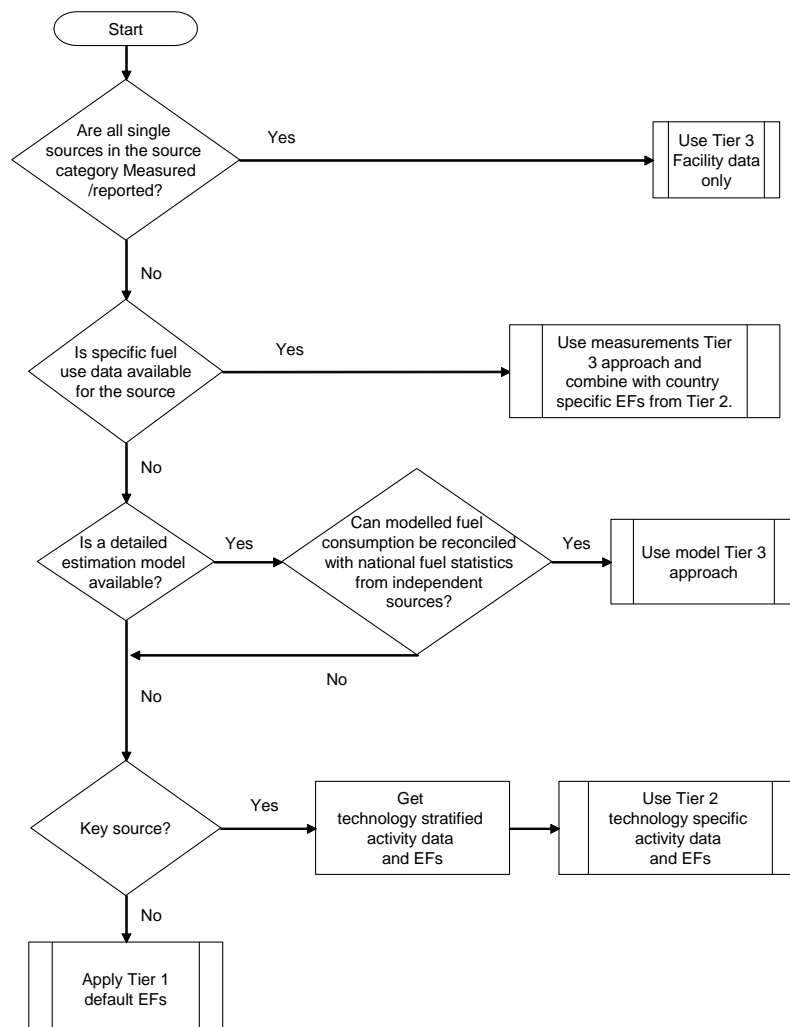 Start
Are all single
sources in the source
category Measured
/reported?
Yes
Use Tier 3
Facility data
only
No
Is specific fuel
use data available
for the source
Yes
Use measurements Tier
3 approach and
combine with country
specific EFs from Tier 2.
No
Is a detailed
estimation model
available?
Yes
Can modelled fuel
consumption be reconciled
with national fuel statistics
from independent
sources?
Yes
Use model Tier 3
approach
No
No
Key source?
Yes
Get
technology stratified
activity data
and EFs
Use Tier 2
technology specific
activity data
and EFs
No
Apply Tier 1
default EFs